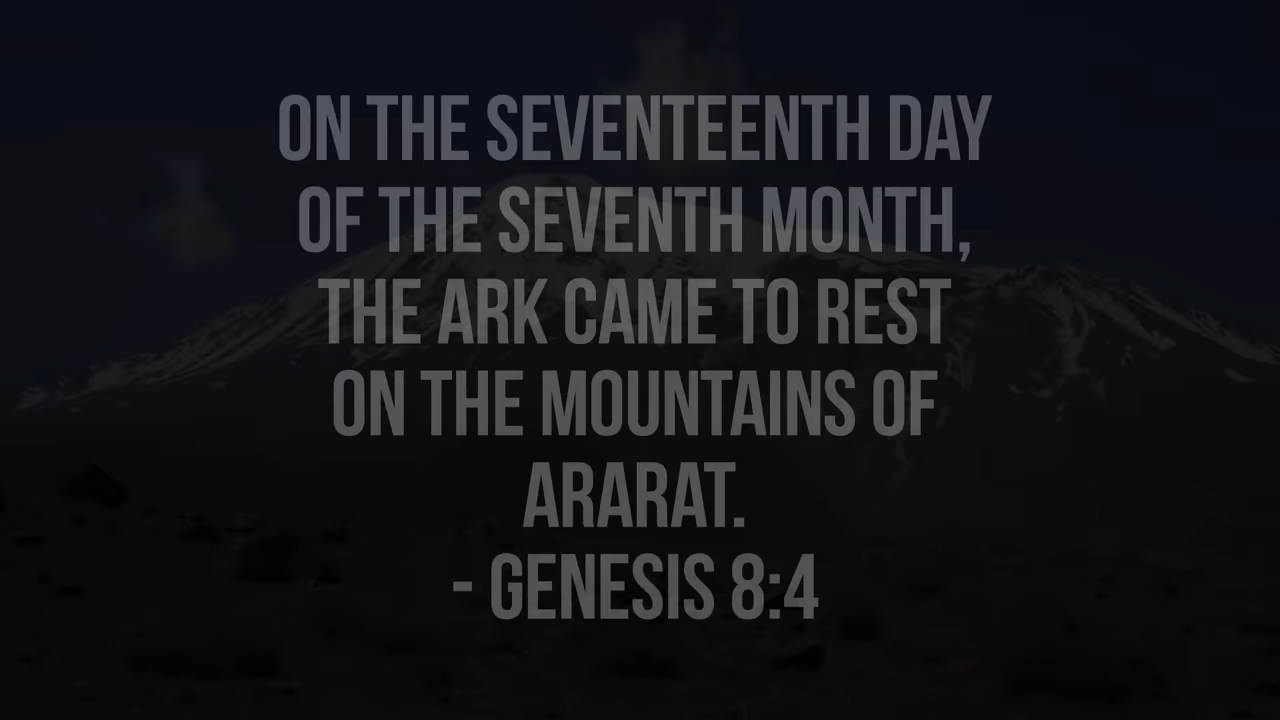 ON THE SEVENTEENTH DAY
OF THE SEVENTH MONTH,
THE ARK CAME TO REST
ON THE MOUNTAINS OF
ARARAT.
- GENESIS 8:4